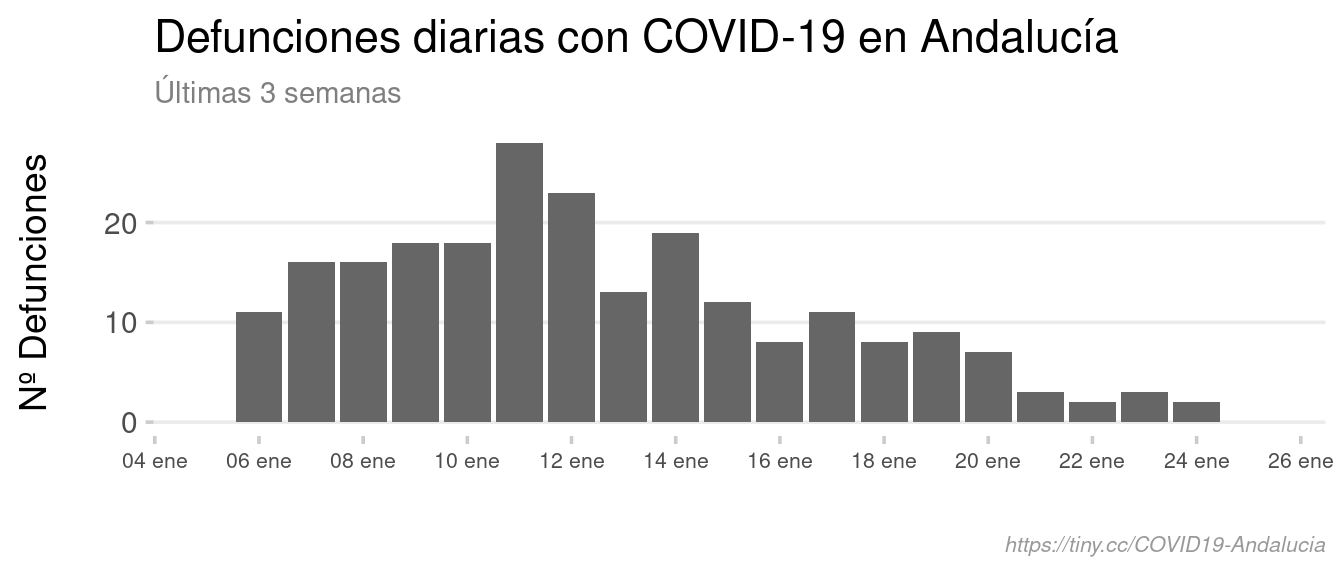 Defunciones diarias con COVID-19 en Andalucía
Últimas 3 semanas
Nº Defunciones
20
10
0
04 ene 06 ene 08 ene 10 ene 12 ene 14 ene 16 ene 18 ene 20 ene 22 ene 24 ene 26 ene
https://tiny.cc/COVID19-Andalucia